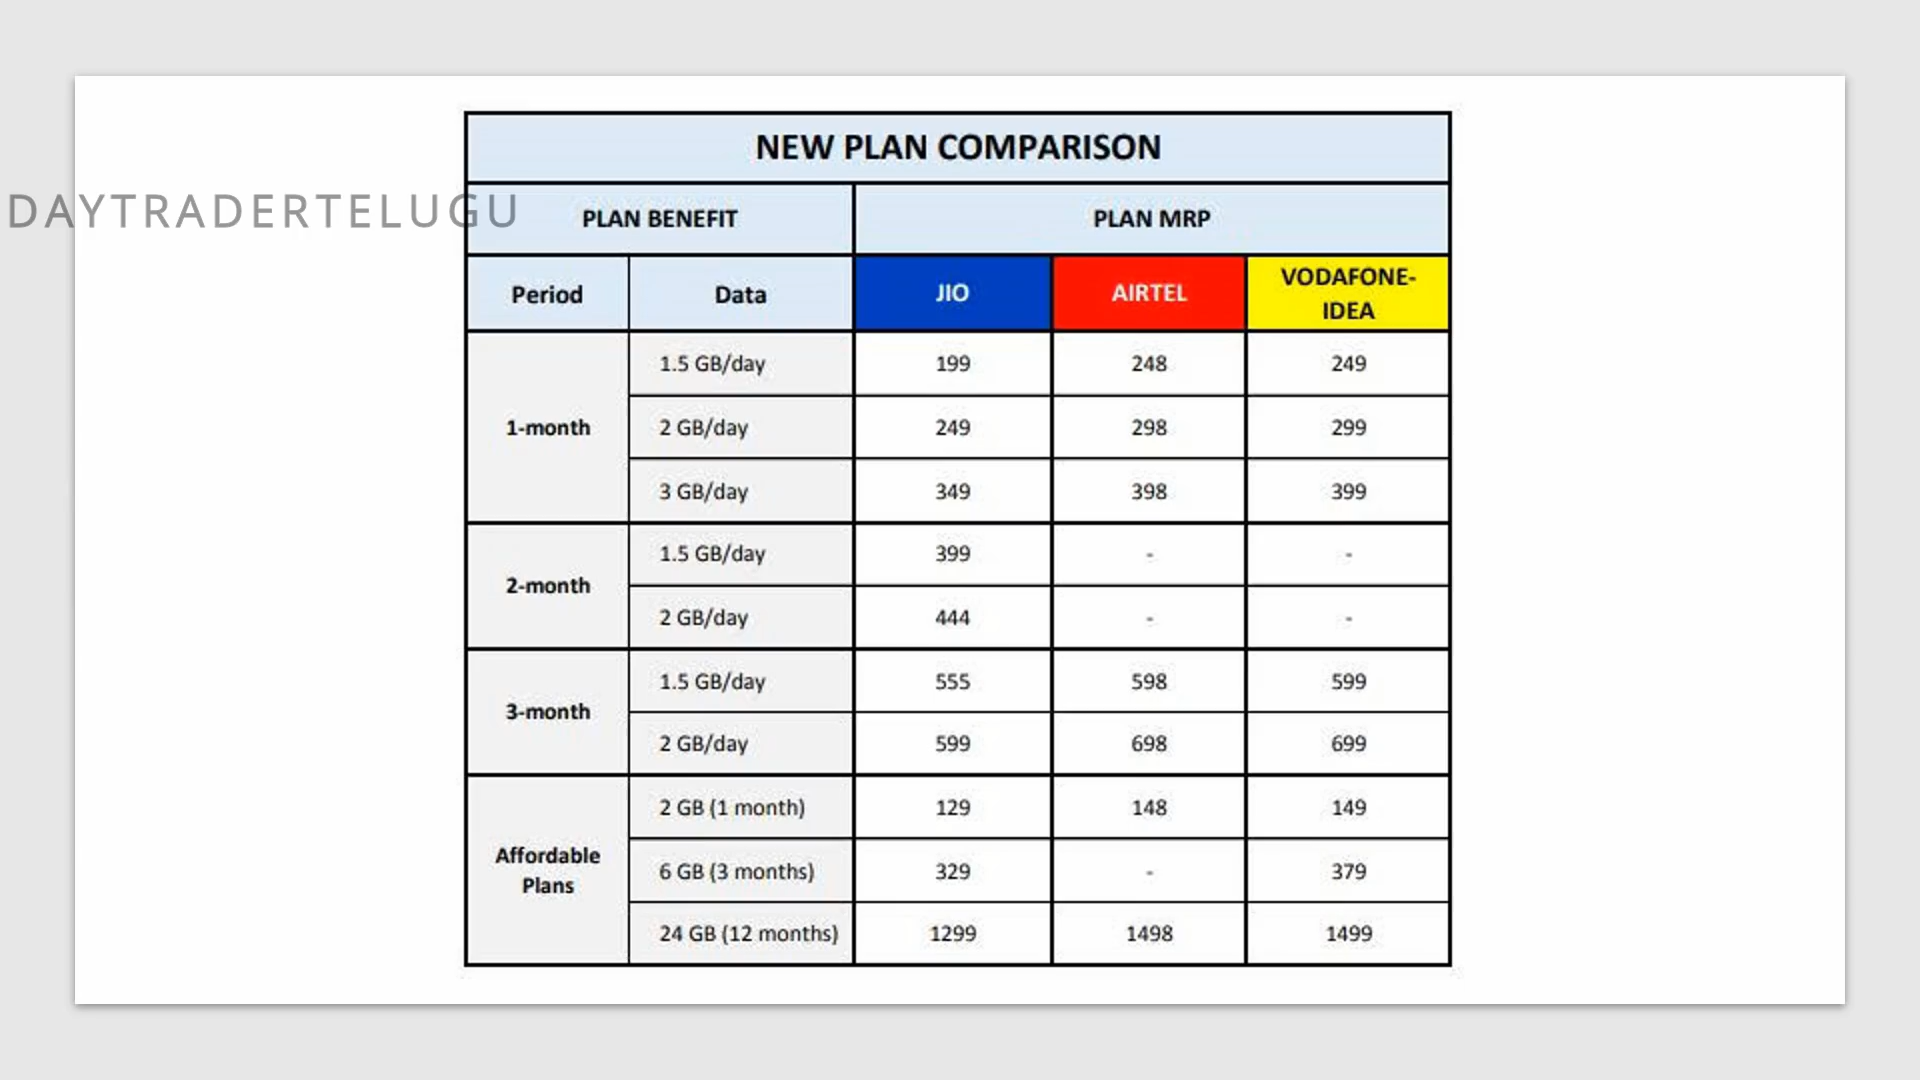 NEW PLAN COMPARISON
DAYTRADERTELUGU
PLAN BENEFIT PLAN MRP
Period Data JIO AIRTEL VODAFONE-
IDEA
1-month
1.5 GB/day 199 248 249
2 GB/day 249 298 299
3 GB/day 349 398 399
2-month
1.5 GB/day 399 - -
2 GB/day 444 - -
3-month
1.5 GB/day 555 598 599
2 GB/day 599 698 699
Affordable
Plans
2 GB (1 month) 129 148 149
6 GB (3 months) 329 - 379
24 GB (12 months) 1299 1498 1499